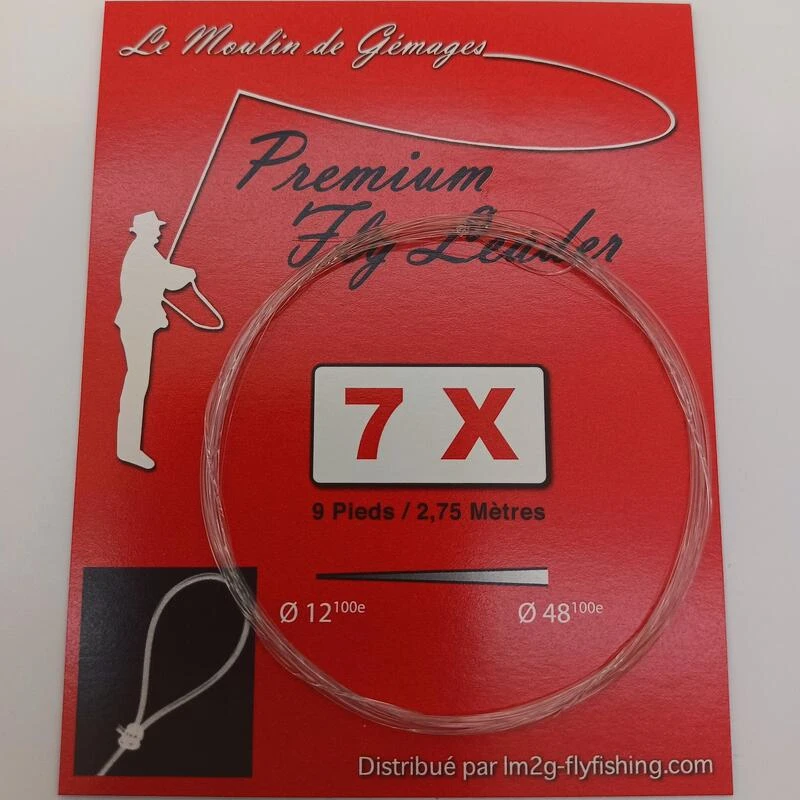 Le Moulin de Gémages
Premium
Fly Leader
7 X
9 Pieds / 2,75 Mètres
Ø 12100e Ø 48100e
Distribué par lm2g-flyfishing.com